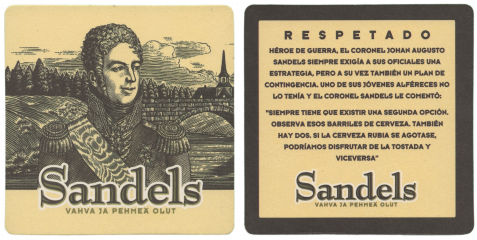 Sandels
VAHVA JA PEHMEÄ OLUT
RESPETADO
HÉROE DE GUERRA, EL CORONEL JOHAN AUGUSTO
SANDELS SIEMPRE EXIGÍA A SUS OFICIALES UNA
ESTRATEGIA, PERO A SU VEZ TAMBIÉN UN PLAN DE
CONTINGENCIA. UNO DE SUS JÓVENES ALFÉRECES NO
LO TENÍA Y EL CORONEL SANDELS LE COMENTÓ:
"SIEMPRE TIENE QUE EXISTIR UNA SEGUNDA OPCIÓN.
OBSERVA ESOS BARRILES DE CERVEZA. TAMBIÉN
HAY DOS. SI LA CERVEZA RUBIA SE AGOTASE,
PODRÍAMOS DISFRUTAR DE LA TOSTADA Y
VICEVERSA"
Sandels
VAHVA JA PEHMEÄ OLUT